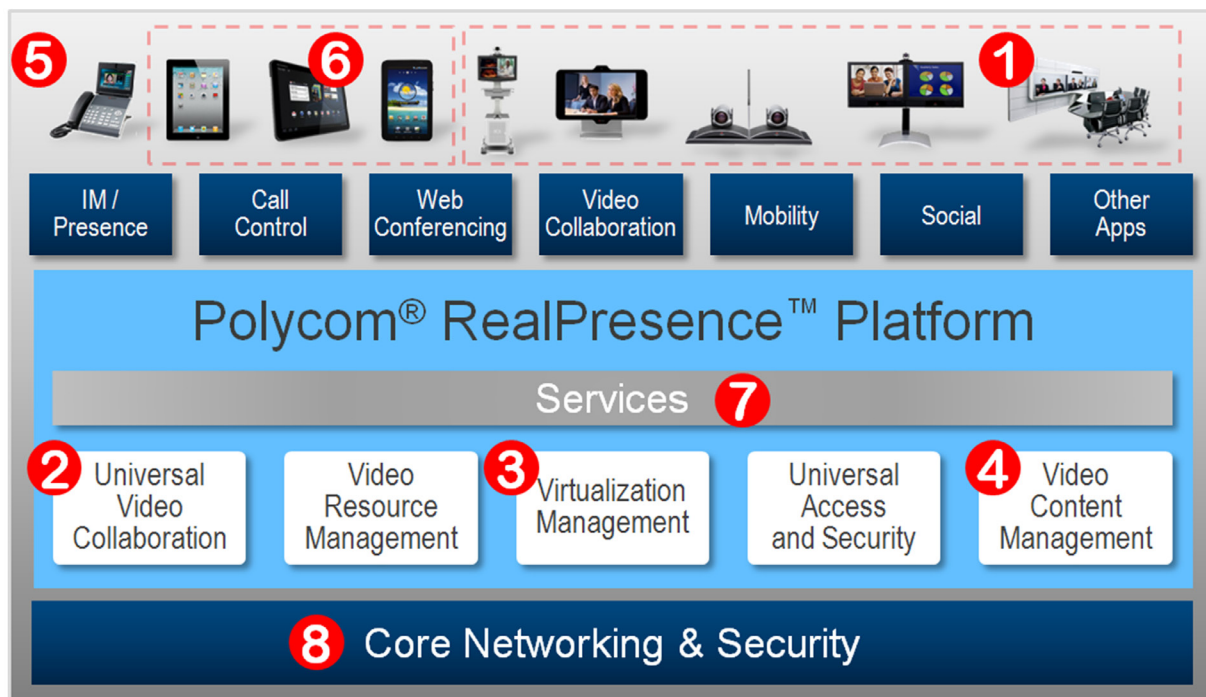 5
6
1
IM /
Presence
Call
Control
Web
Conferencing
Video
Collaboration
Mobility
Social
Other
Apps
Polycom® RealPresence™ Platform
Services 7
2
Universal
Video
Collaboration
Video
Resource
Management
3
Virtualization
Management
Universal
Access
and Security
4
Video
Content
Management
8 Core Networking & Security